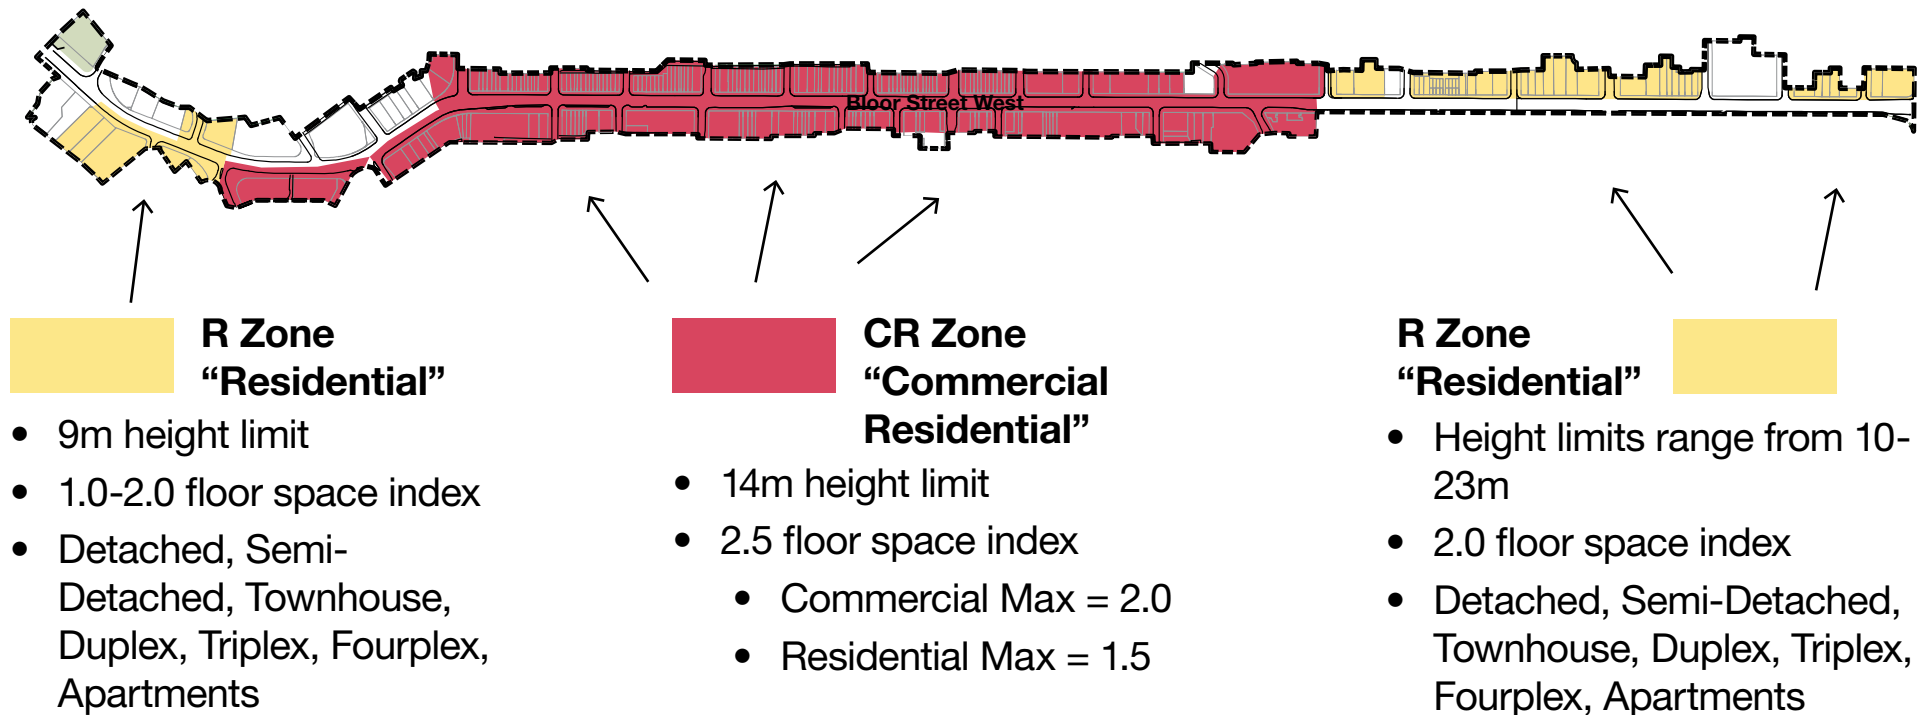 Bloor Street West
R Zone
“Residential”
• 9m height limit
• 1.0-2.0 floor space index
• Detached, Semi-
Detached, Townhouse,
Duplex, Triplex, Fourplex,
Apartments
CR Zone
“Commercial
Residential”
• 14m height limit
• 2.5 floor space index
• Commercial Max = 2.0
• Residential Max = 1.5
R Zone
“Residential”
• Height limits range from 10-
23m
• 2.0 floor space index
• Detached, Semi-Detached,
Townhouse, Duplex, Triplex,
Fourplex, Apartments